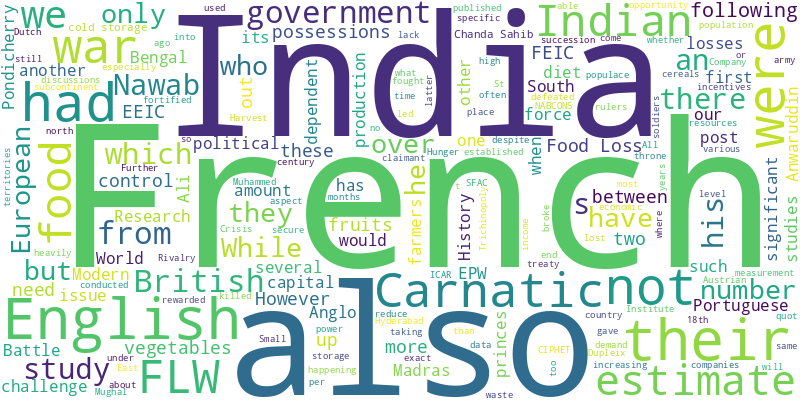 India
French
also
we only government Indian following
cold storage used published specific able opportunity population
Dutch ago into lack Chanda Sahib come whether cereals Company or
Pondicherry still possessions FEIC succession an losses army
war its who Bengal high populace there first incentives
especially discussions another what South diet rulers
subcontinent Nawab out fought St force were
fortified EEIC dependent production time often defeated NABCONS our resources
had north political Harvest led latter place other despite All post various
so over no one Food Loss throne Anwaruddin
European which Further these claimant Hunger established when soldiers
territories food control Ali century Muhammed has he t SFAC between most level years
from they aspect months amount farmers History Trichinopoly s have his significant studies
Research Crisis secure fruits would income two economic where
but World While rewarded broke lost such
Modern several ICAR EPW end treaty Austrian measurement
need issue conducted Rivalry British capital Carnatic not number
heavily However Anglo reduce country Institute Portuguese
English killed Small up Hyderabad than gave 18th quot
Battle vegetables power taking data CIPHET demand Dupleix same
study under East storage more exact princes too increasing companies will
challenge Mughal about FLW happening per Madras waste estimate their